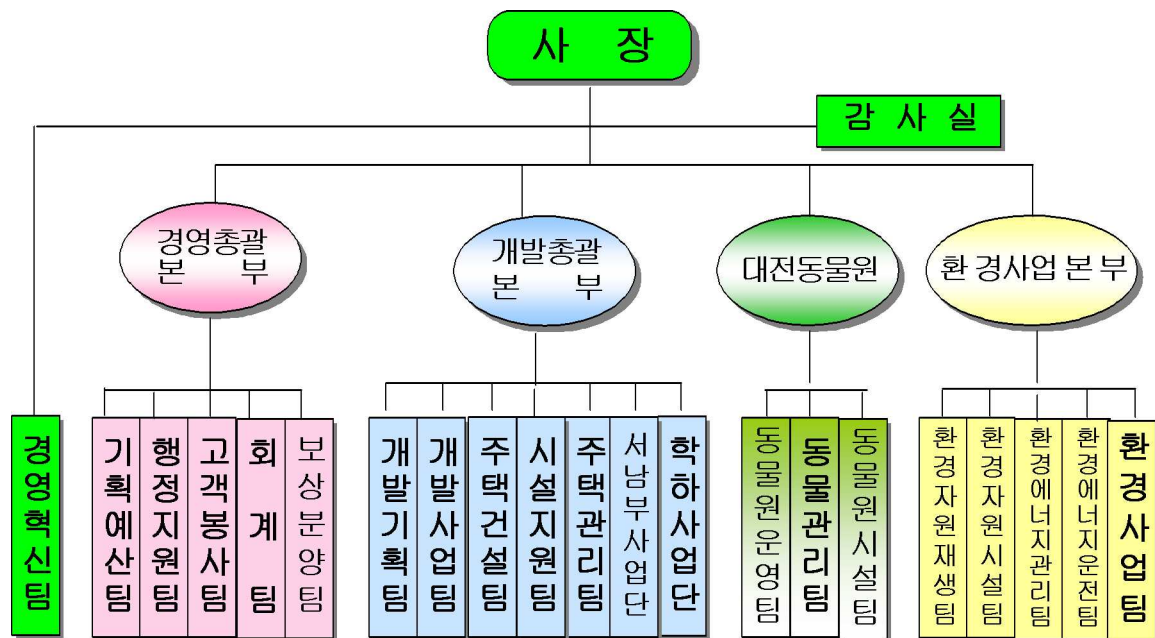 사 장
감 사 실
경영총괄
본 부
개발총괄
본 부
대전동물원
환 경사업 본 부
경영혁신팀
기획예산팀
행정지원팀
고객봉사팀
회계팀
보상분양팀
개발기획팀
개발사업팀
주택건설팀
시설지원팀
주택관리팀
서남부사업단
학하사업단
동물원운영팀
동물관리팀
동물원시설팀
환경자원재생팀
환경자원시설팀
환경에너지관리팀
환경에너지운전팀
환경사업팀